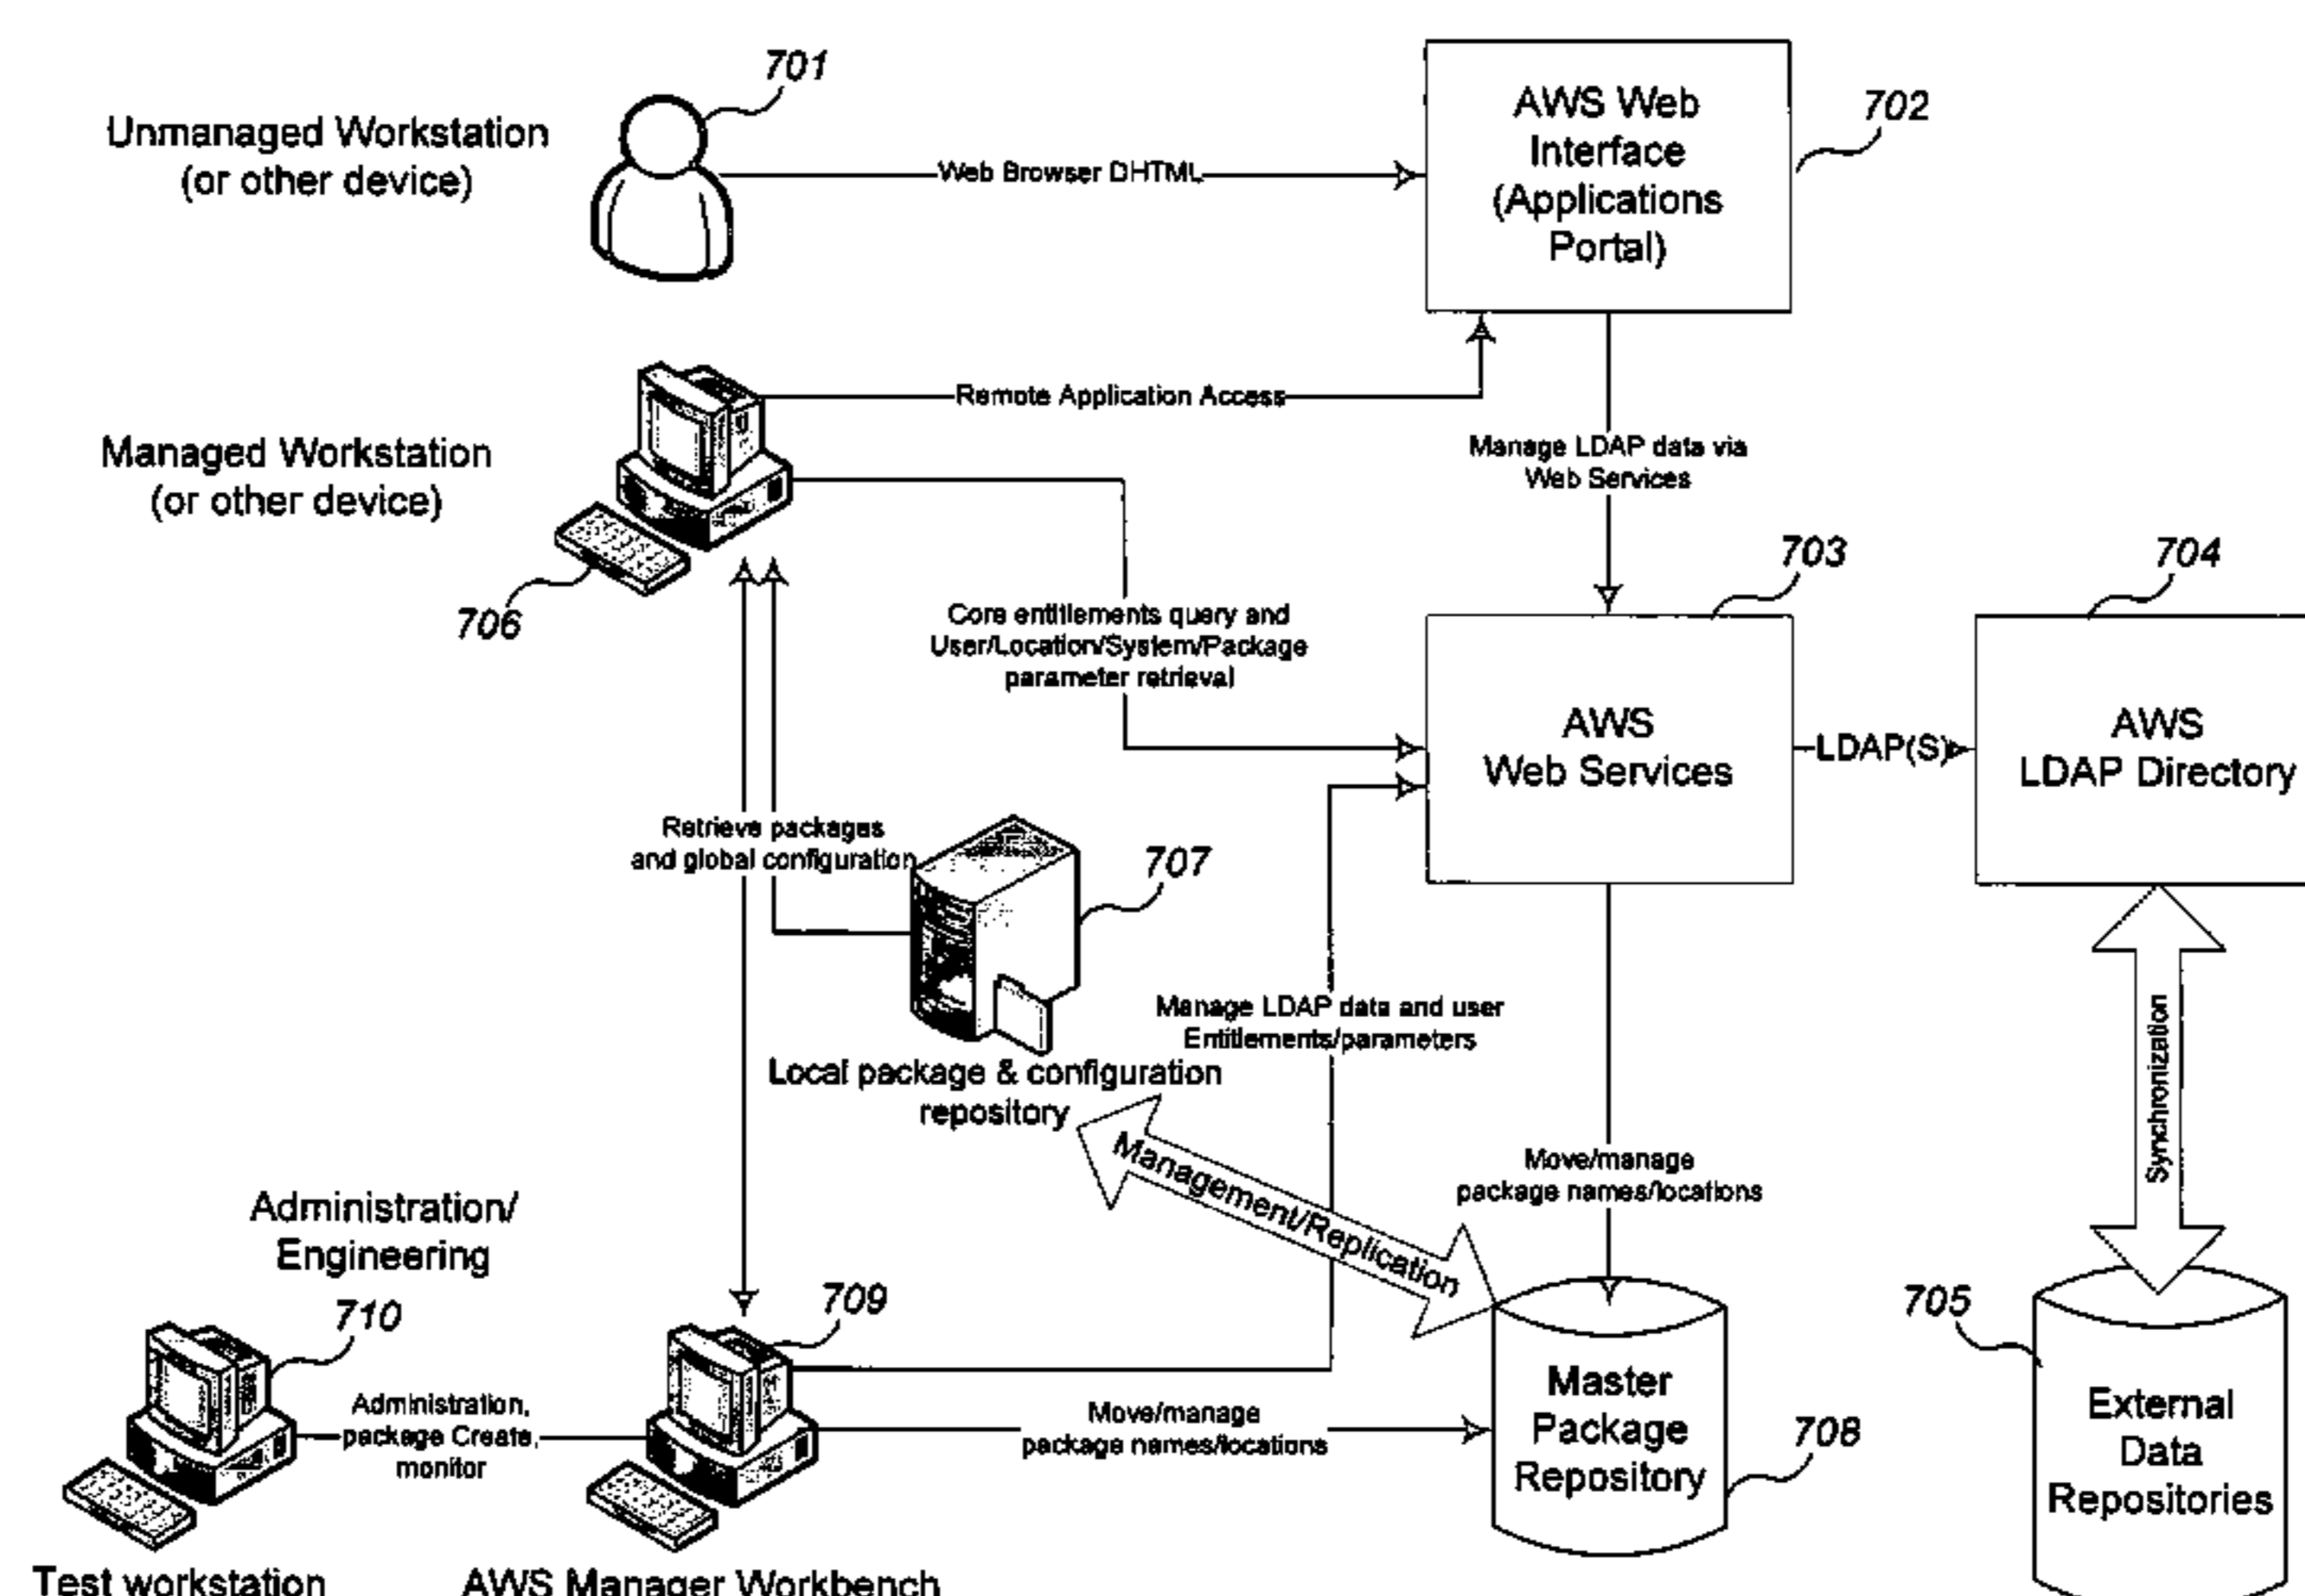 701
Unmanaged Workstation
(or other device)
Web Browser DHTML
AWS Web
Interface
(Applications
Portal)
702
Remote Application Access
Managed Workstation
(or other device)
706
Manage LDAP data via
Web Services
Core entitlements query and
User/Location/System/Package
parameter retrieval
703
AWS
Web Services
LDAP(S)
704
AWS
LDAP Directory
Retrieve packages
and global configuration
707
Local package & configuration
repository
Manage LDAP data and user
Entitlements/parameters
Management/Replication
Move/manage
package names/locations
Synchronization
Administration/
Engineering
710
709
Administration,
package Create,
monitor
Move/manage
package names/locations
Master
Package
Repository
708
705
External
Data
Repositories
Test workstation
AWS Manager Workbench